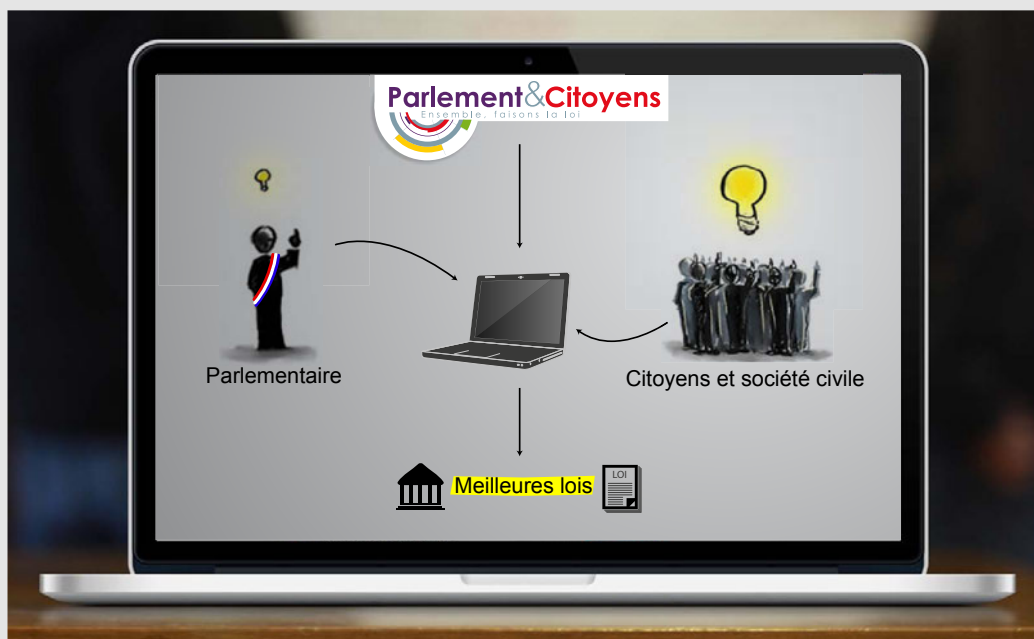 Parlement&Citoyens
Ensemble, faisons la loi
Parlementaire
Citoyens et société civile
Meilleures lois
LOI